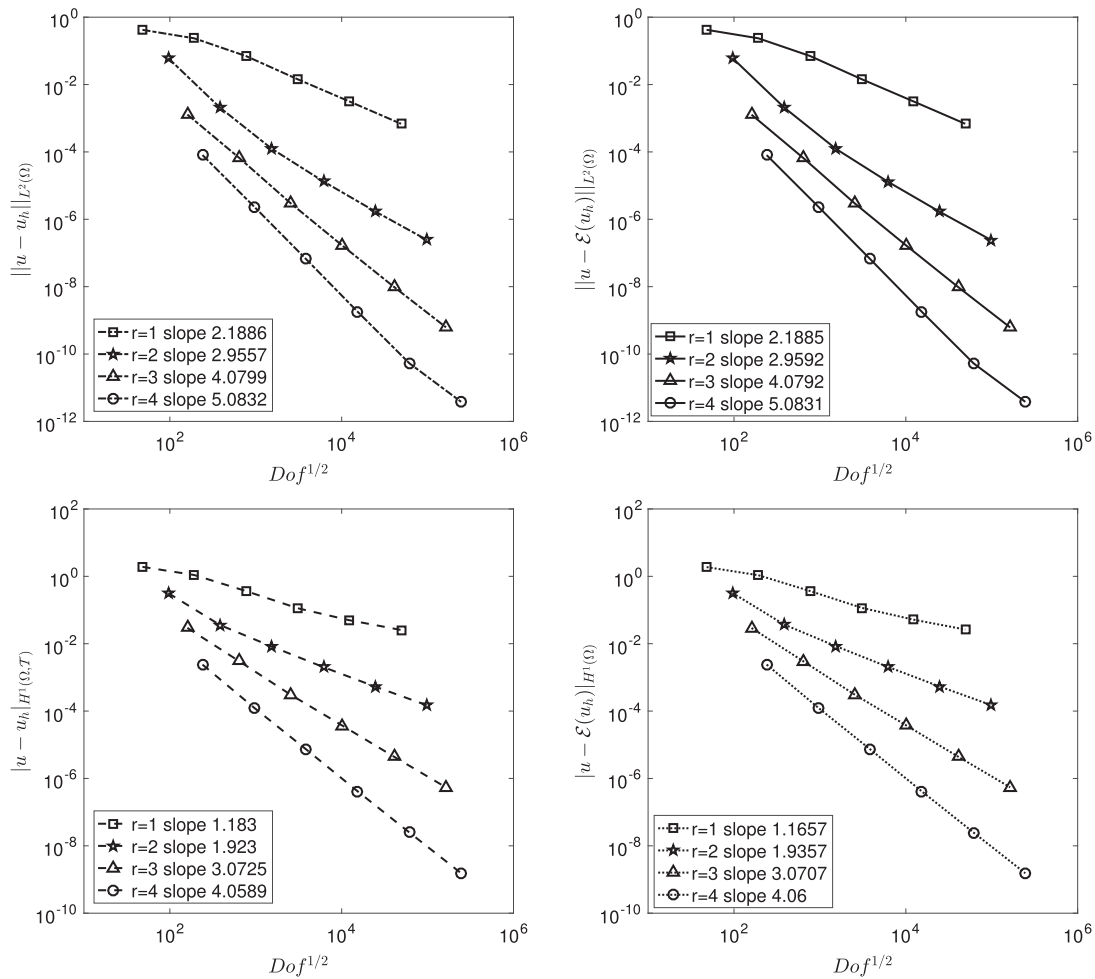 10^0
10^-2
10^-4
10^-6
10^-8
10^-10
10^-12
||u − u_h||_{L²(Ω)}
r=1 slope 2.1886
r=2 slope 2.9557
r=3 slope 4.0799
r=4 slope 5.0832
10^2 10^4 10^6
Dof^{1/2}
10^0
10^-2
10^-4
10^-6
10^-8
10^-10
10^-12
||u − ℰ(u_h)||_{L²(Ω)}
r=1 slope 2.1885
r=2 slope 2.9592
r=3 slope 4.0792
r=4 slope 5.0831
10^2 10^4 10^6
Dof^{1/2}
10^2
10^0
10^-2
10^-4
10^-6
10^-8
10^-10
|u − u_h|_{H¹(Ω,𝒯)}
r=1 slope 1.183
r=2 slope 1.923
r=3 slope 3.0725
r=4 slope 4.0589
10^2 10^4 10^6
Dof^{1/2}
10^2
10^0
10^-2
10^-4
10^-6
10^-8
10^-10
|u − ℰ(u_h)|_{H¹(Ω)}
r=1 slope 1.1657
r=2 slope 1.9357
r=3 slope 3.0707
r=4 slope 4.06
10^2 10^4 10^6
Dof^{1/2}